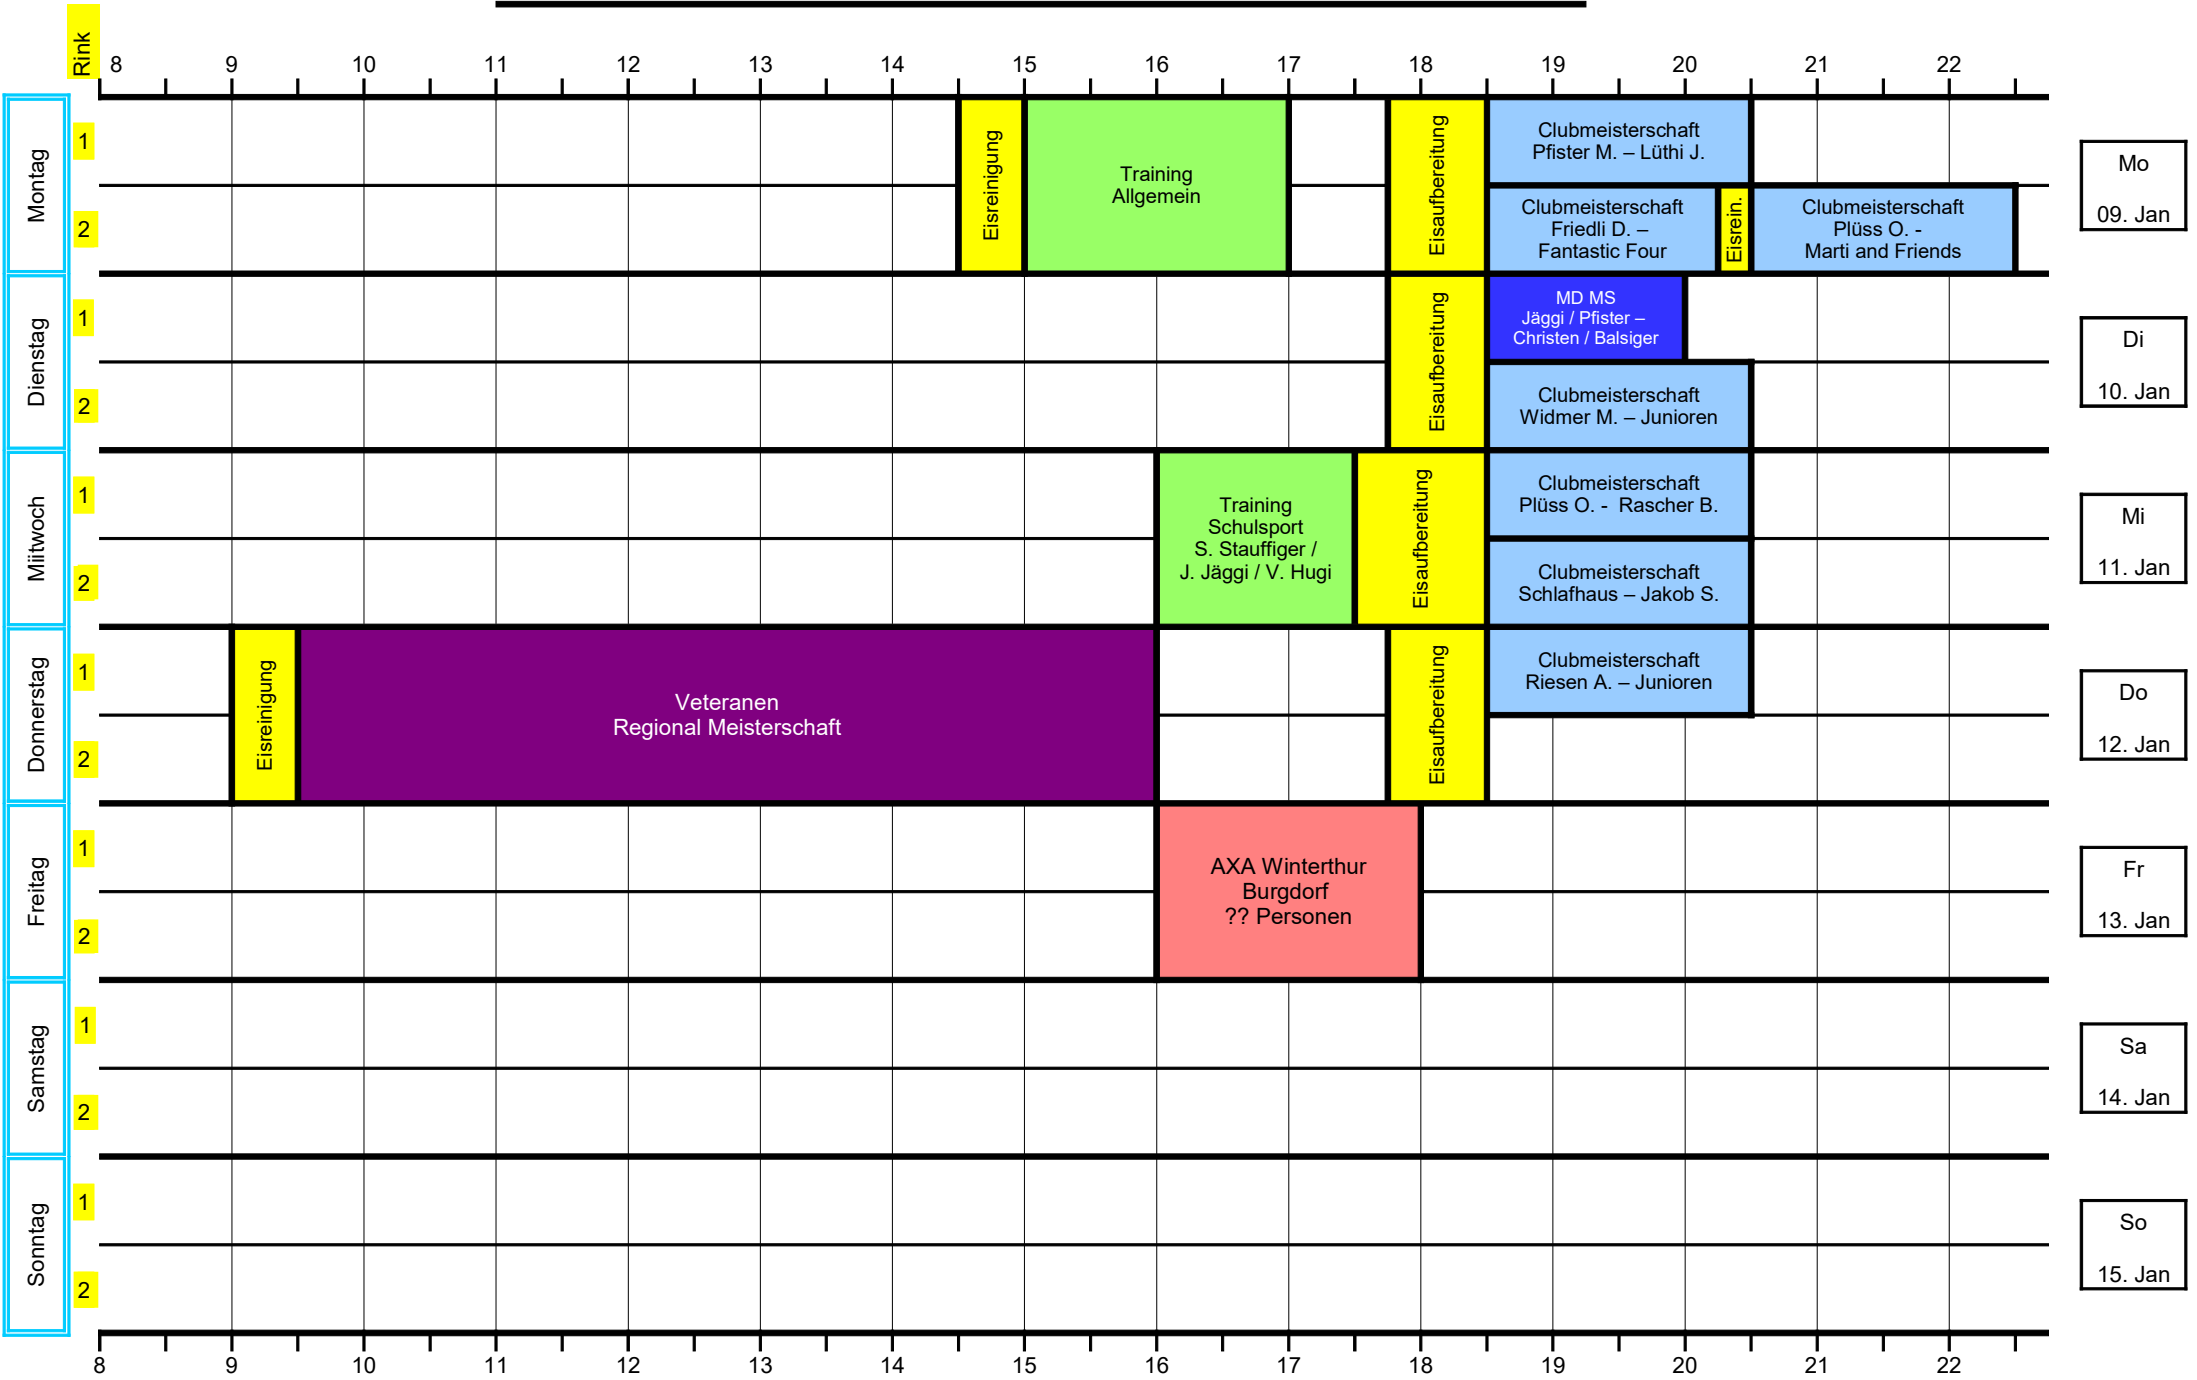 Rink
8 9 10 11 12 13 14 15 16 17 18 19 20 21 22
Montag
1
2
Eisreinigung
Training
Allgemein
Eisaufbereitung
Clubmeisterschaft
Pfister M. – Lüthi J.
Clubmeisterschaft
Friedli D. –
Fantastic Four
Eisrein.
Clubmeisterschaft
Plüss O. -
Marti and Friends
Mo
09. Jan
Dienstag
1
2
Eisaufbereitung
MD MS
Jäggi / Pfister –
Christen / Balsiger
Clubmeisterschaft
Widmer M. – Junioren
Di
10. Jan
Miitwoch
1
2
Training
Schulsport
S. Stauffiger /
J. Jäggi / V. Hugi
Eisaufbereitung
Clubmeisterschaft
Plüss O. - Rascher B.
Clubmeisterschaft
Schlafhaus – Jakob S.
Mi
11. Jan
Donnerstag
1
2
Eisreinigung
Veteranen
Regional Meisterschaft
Eisaufbereitung
Clubmeisterschaft
Riesen A. – Junioren
Do
12. Jan
Freitag
1
2
AXA Winterthur
Burgdorf
?? Personen
Fr
13. Jan
Samstag
1
2
Sa
14. Jan
Sonntag
1
2
So
15. Jan
8 9 10 11 12 13 14 15 16 17 18 19 20 21 22